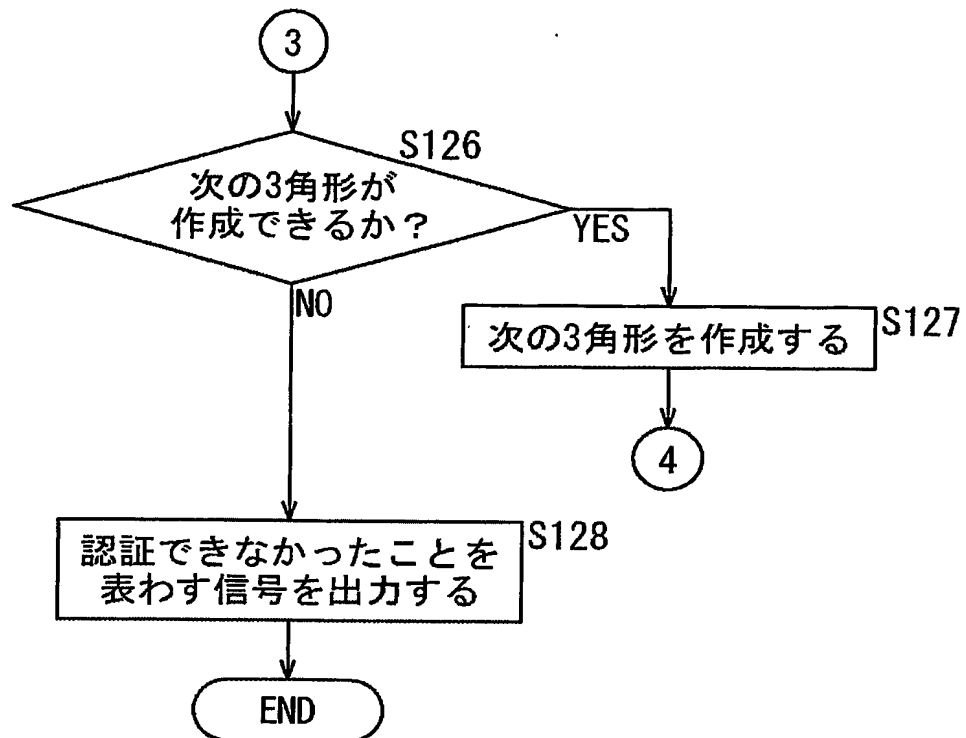 3
S126
次の3角形が
作成できるか?
YES
NO
次の3角形を作成する
S127
4
認証できなかったことを
表わす信号を出力する
S128
END